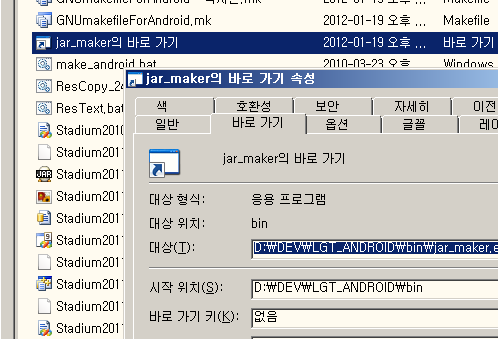 GNUmakefileForAndroid, 2012-01-19 오후 ... Makefile
GNUmakefileForAndroid.mk 2012-01-19 오후 ... Makefile
jar_maker의 바로 가기 2012-01-19 오후 ... 바로 가기
make_android.bat 2010-03-23 오후 ... Windows
ResCopy_24
ResText.bat
Stadium2010
Stadium201
Stadium201
Stadium201
Stadium201
Stadium201
Stadium201
Stadium201
Stadium201
Stadium201
jar_maker의 바로 가기 속성
색 호환성 보안 자세히 이전
일반 바로 가기 옵션 글꼴 레이
jar_maker의 바로 가기
대상 형식: 응용 프로그램
대상 위치: bin
대상(T): D:\DEV\LGT_ANDROID\bin\jar_maker.e
시작 위치(S): D:\DEV\LGT_ANDROID\bin
바로 가기 키(K): 없음